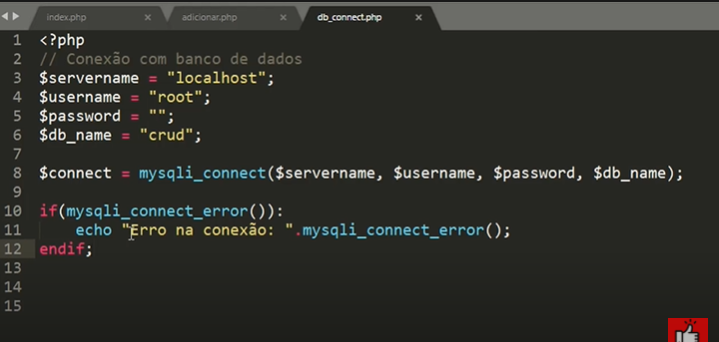 index.php × adicionar.php × db_connect.php ×
1 <?php
2 // Conexão com banco de dados
3 $servername = "localhost";
4 $username = "root";
5 $password = "";
6 $db_name = "crud";
7
8 $connect = mysqli_connect($servername, $username, $password, $db_name);
9
10 if(mysqli_connect_error()):
11     echo "Erro na conexão: ".mysqli_connect_error();
12 endif;
13
14
15